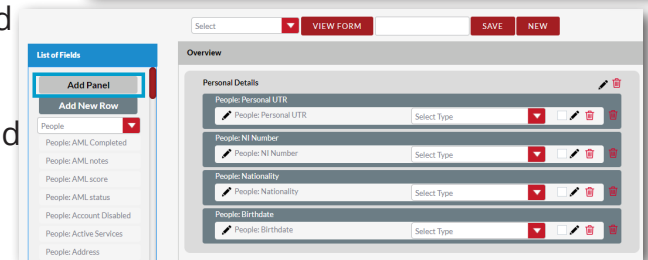 d
Select VIEW FORM SAVE NEW
List of Fields
Overview
Add Panel
Add New Row
People
d
People: AML Completed
People: AML notes
People: AML score
People: AML status
People: Account Disabled
People: Active Services
People: Address
Personal Details
People: Personal UTR
People: Personal UTR Select Type
People: NI Number
People: NI Number Select Type
People: Nationality
People: Nationality Select Type
People: Birthdate
People: Birthdate Select Type